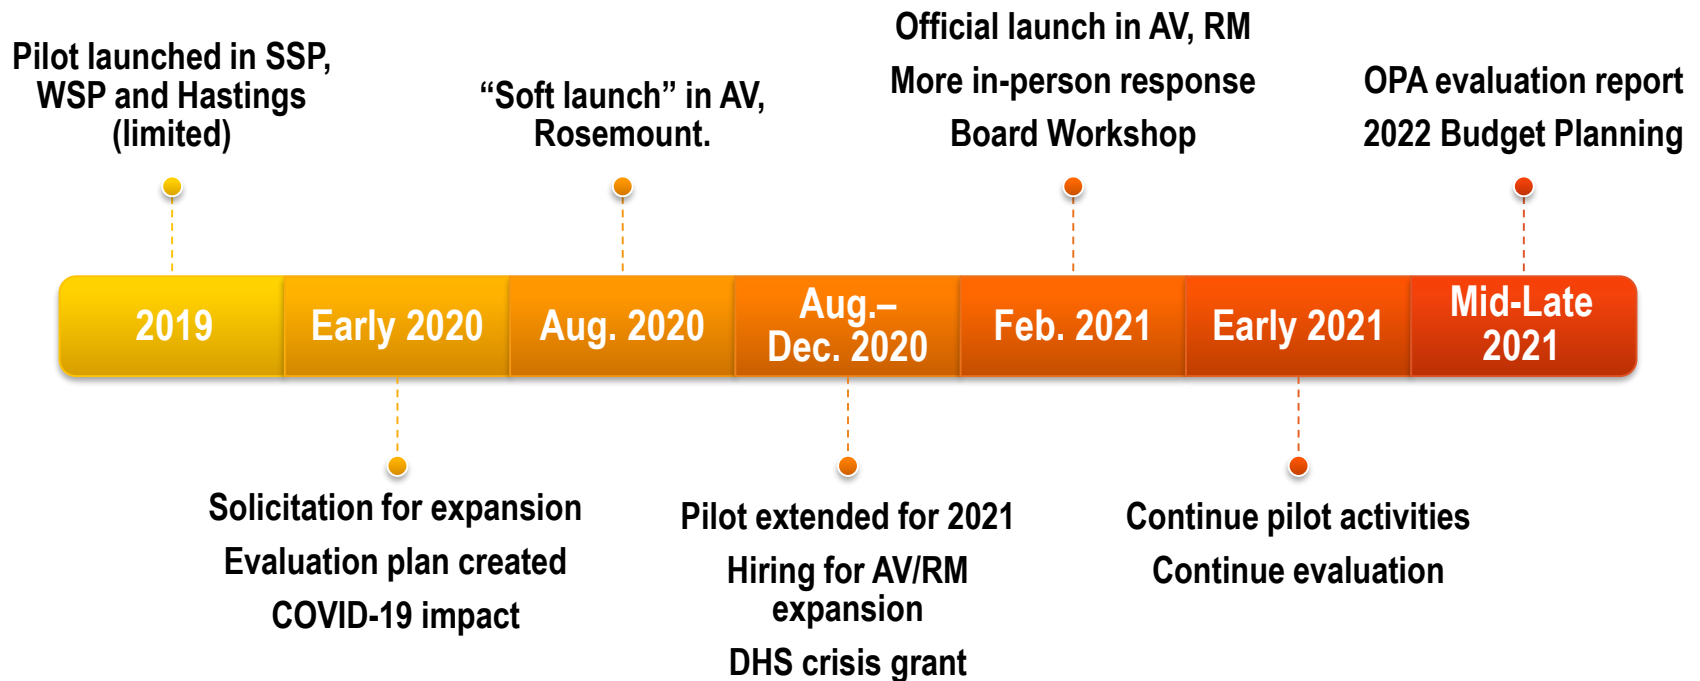 Pilot launched in SSP,
WSP and Hastings
(limited)
“Soft launch” in AV,
Rosemount.
Official launch in AV, RM
More in-person response
Board Workshop
OPA evaluation report
2022 Budget Planning
2019
Early 2020
Aug. 2020
Aug.–
Dec. 2020
Feb. 2021
Early 2021
Mid-Late
2021
Solicitation for expansion
Evaluation plan created
COVID-19 impact
Pilot extended for 2021
Hiring for AV/RM
expansion
DHS crisis grant
Continue pilot activities
Continue evaluation